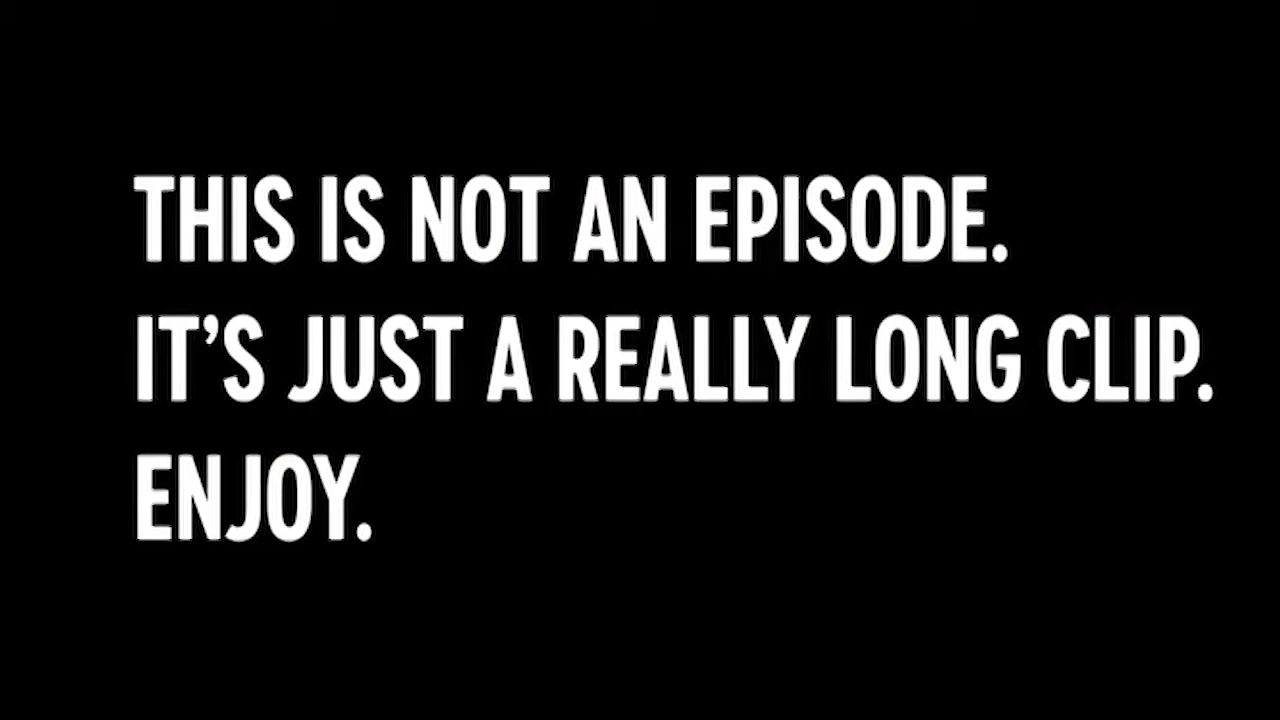 THIS IS NOT AN EPISODE.
IT’S JUST A REALLY LONG CLIP.
ENJOY.